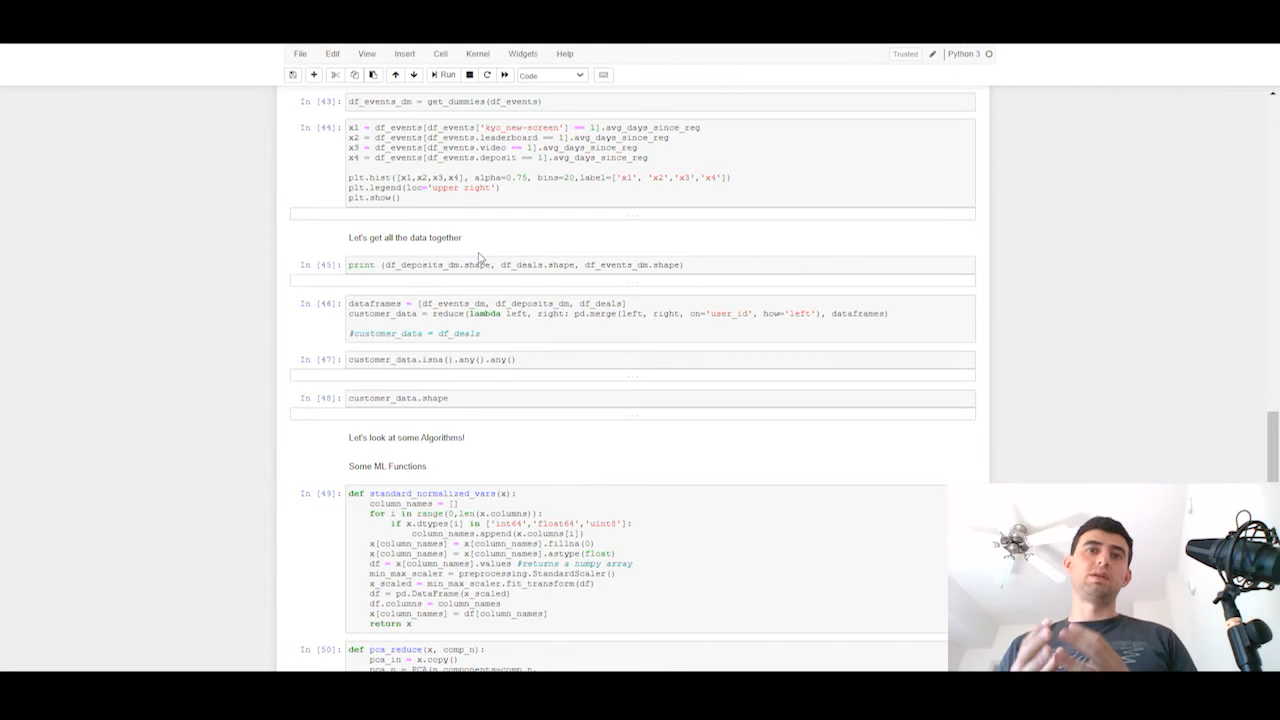 File Edit View Insert Cell Kernel Widgets Help Trusted Python 3
Run Code
In [43]: df_events_dm = get_dummies(df_events)
In [44]: x1 = df_events[df_events['kyc_new-screen'] == 1].avg_days_since_reg
x2 = df_events[df_events.leaderboard == 1].avg_days_since_reg
x3 = df_events[df_events.video == 1].avg_days_since_reg
x4 = df_events[df_events.deposit == 1].avg_days_since_reg
plt.hist([x1,x2,x3,x4], alpha=0.75, bins=20,label=['x1', 'x2','x3','x4'])
plt.legend(loc='upper right')
plt.show()
...
Let's get all the data together
In [45]: print (df_deposits_dm.shape, df_deals.shape, df_events_dm.shape)
...
In [46]: dataframes = [df_events_dm, df_deposits_dm, df_deals]
customer_data = reduce(lambda left, right: pd.merge(left, right, on='user_id', how='left'), dataframes)
#customer_data = df_deals
In [47]: customer_data.isna().any().any()
...
In [48]: customer_data.shape
...
Let's look at some Algorithms!
Some ML Functions
In [49]: def standard_normalized_vars(x):
column_names = []
for i in range(0,len(x.columns)):
if x.dtypes[i] in ['int64','float64','uint8']:
column_names.append(x.columns[i])
x[column_names] = x[column_names].fillna(0)
x[column_names] = x[column_names].astype(float)
df = x[column_names].values #returns a numpy array
min_max_scaler = preprocessing.StandardScaler()
x_scaled = min_max_scaler.fit_transform(df)
df = pd.DataFrame(x_scaled)
df.columns = column_names
x[column_names] = df[column_names]
return x
In [50]: def pca_reduce(x, comp_n):
pca_in = x.copy()
pca_n = PCA(n_components=comp_n,